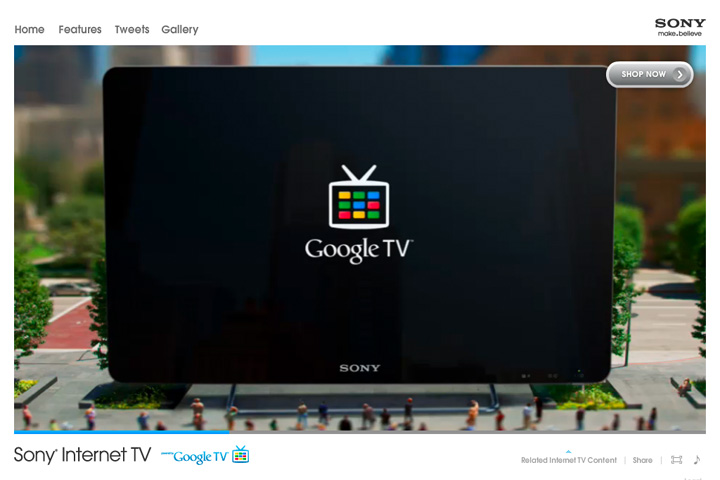 Home Features Tweets Gallery
SONY
make.believe
SHOP NOW
Google TV
SONY
Sony Internet TV
Google TV
Related Internet TV Content | Share |